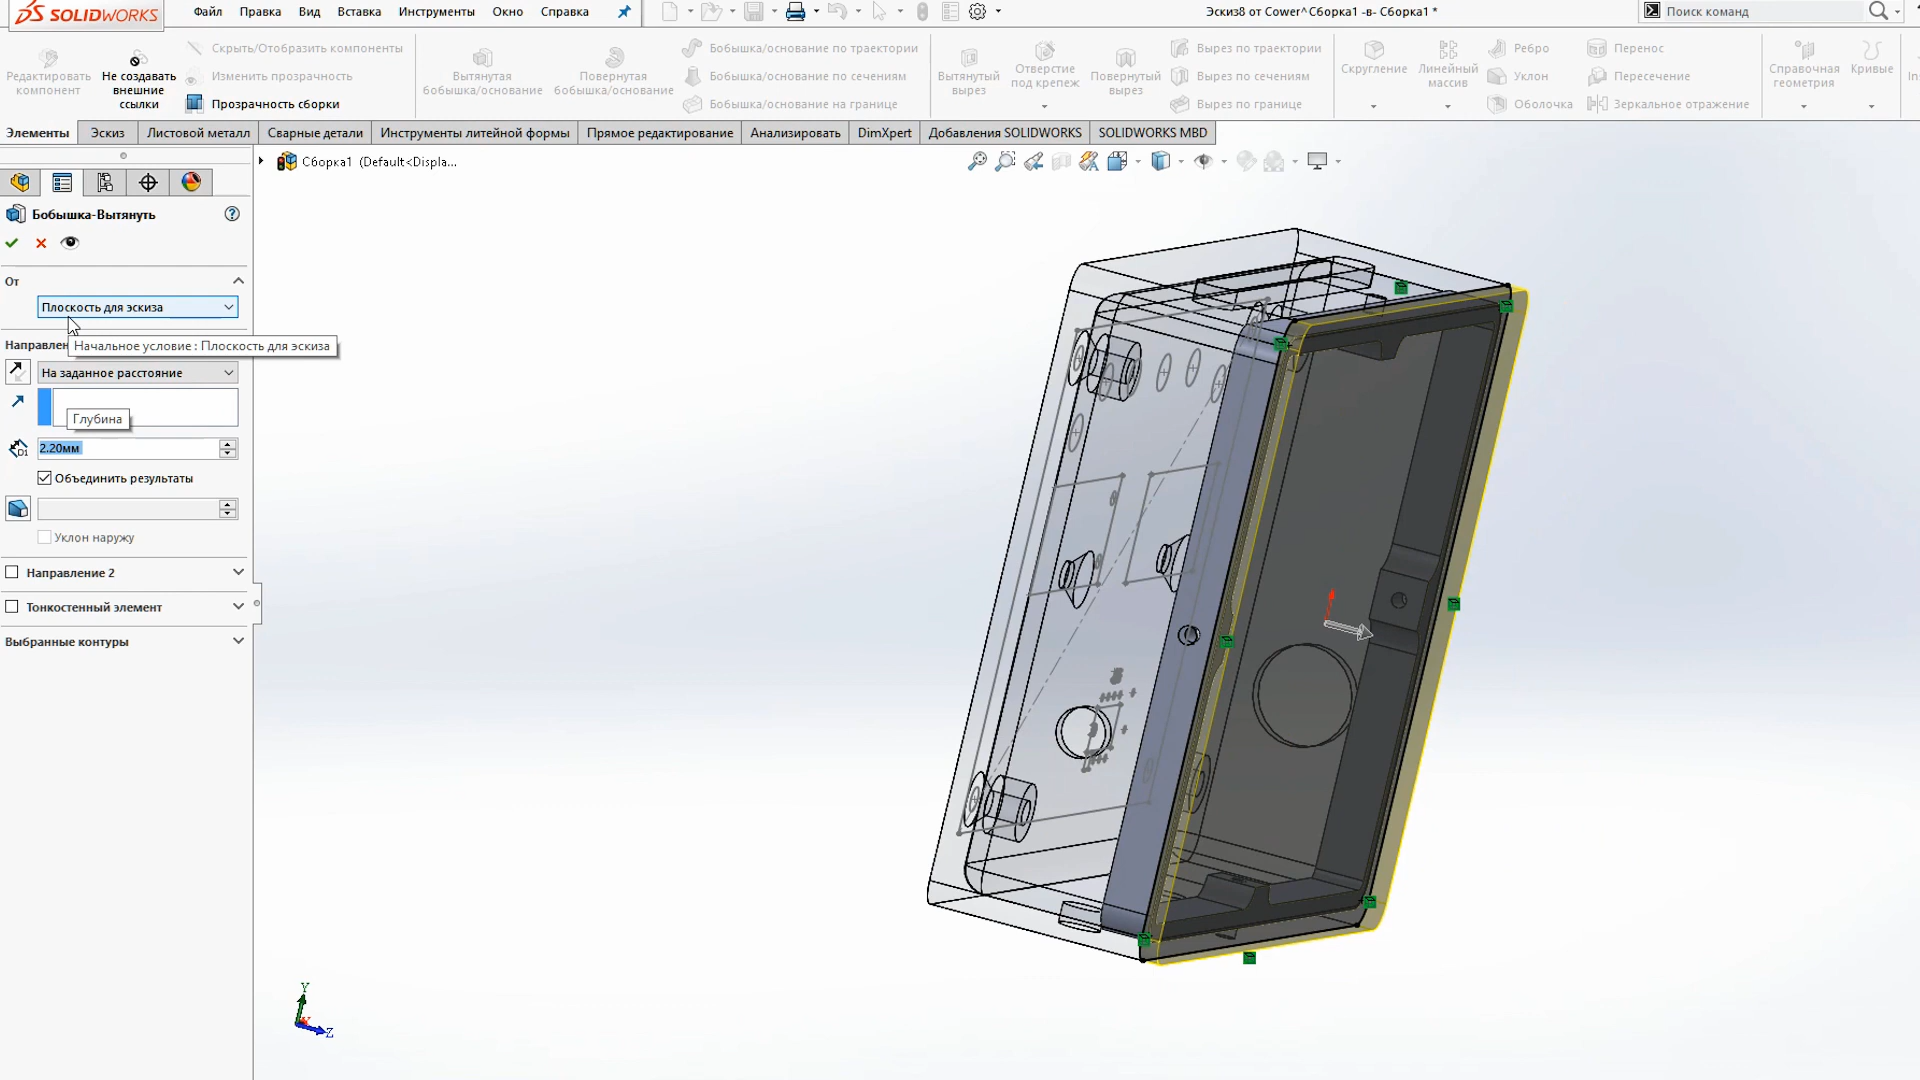 SOLIDWORKS
Файл Правка Вид Вставка Инструменты Окно Справка
Эскиз8 от Cower^Сборка1 -в- Сборка1 *
Поиск команд
Редактировать компонент
Не создавать внешние ссылки
Скрыть/Отобразить компоненты
Изменить прозрачность
Прозрачность сборки
Вытянутая бобышка/основание
Повернутая бобышка/основание
Бобышка/основание по траектории
Бобышка/основание по сечениям
Бобышка/основание на границе
Вытянутый вырез
Отверстие под крепеж
Повернутый вырез
Вырез по траектории
Вырез по сечениям
Вырез по границе
Скругление
Линейный массив
Ребро
Уклон
Оболочка
Перенос
Пересечение
Зеркальное отражение
Справочная геометрия
Кривые
Элементы Эскиз Листовой металл Сварные детали Инструменты литейной формы Прямое редактирование Анализировать DimXpert Добавления SOLIDWORKS SOLIDWORKS MBD
Сборка1 (Default<Displa...
Бобышка-Вытянуть
От
Плоскость для эскиза
Направлен
Начальное условие : Плоскость для эскиза
На заданное расстояние
Глубина
D1
2.20мм
Объединить результаты
Уклон наружу
Направление 2
Тонкостенный элемент
Выбранные контуры
Y
Z